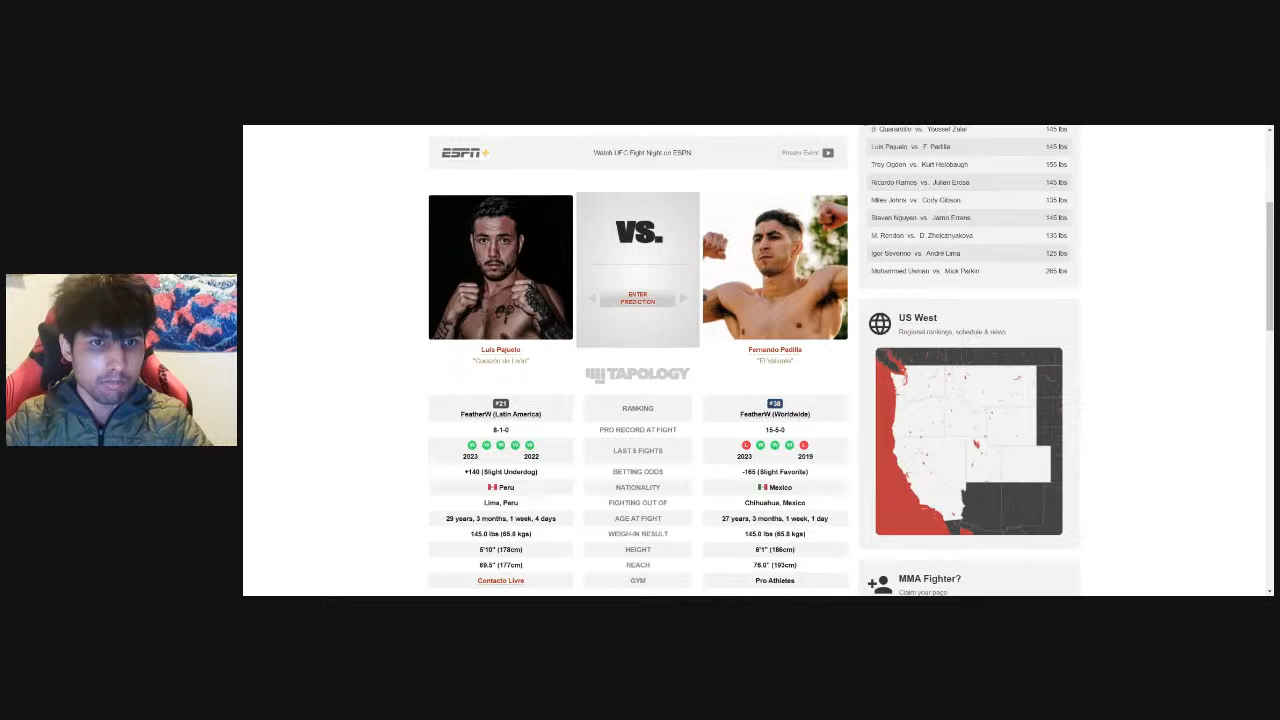 ESPN+ Watch UFC Fight Night on ESPN Stream Event
VS.
ENTER
PREDICTION
Luis Pajuelo
"Corazón de León"
Fernando Padilla
"El Valiente"
TAPOLOGY
#21
FeatherW (Latin America)
RANKING
#38
FeatherW (Worldwide)
8-1-0 PRO RECORD AT FIGHT 15-5-0
W W W W W
2023 2022
LAST 5 FIGHTS
L W W W L
2023 2019
+140 (Slight Underdog) BETTING ODDS -165 (Slight Favorite)
Peru NATIONALITY Mexico
Lima, Peru FIGHTING OUT OF Chihuahua, Mexico
29 years, 3 months, 1 week, 4 days AGE AT FIGHT 27 years, 3 months, 1 week, 1 day
145.0 lbs (65.8 kgs) WEIGH-IN RESULT 145.0 lbs (65.8 kgs)
5'10" (178cm) HEIGHT 6'1" (186cm)
69.5" (177cm) REACH 76.0" (193cm)
Contacto Livre GYM Pro Athletes
B. Quarantillo vs. Youssef Zalal 145 lbs
Luis Pajuelo vs. F. Padilla 145 lbs
Trey Ogden vs. Kurt Holobaugh 155 lbs
Ricardo Ramos vs. Julian Erosa 145 lbs
Miles Johns vs. Cody Gibson 135 lbs
Steven Nguyen vs. Jarno Errens 145 lbs
M. Rendon vs. D. Zheleznyakova 135 lbs
Igor Severino vs. André Lima 125 lbs
Mohammed Usman vs. Mick Parkin 265 lbs
US West
Regional rankings, schedule & news
MMA Fighter?
Claim your page